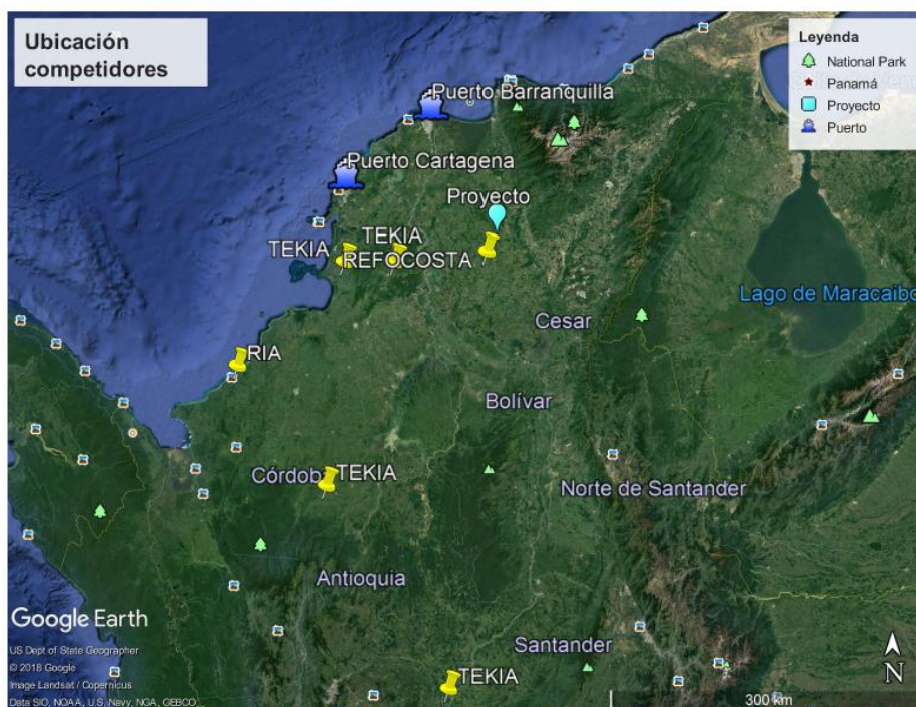 Ubicación
competidores
Leyenda
National Park
Panamá
Proyecto
Puerto
Puerto Barranquilla
Puerto Cartagena
Proyecto
TEKIA
TEKIA
REFOCOSTA
Lago de Maracaibo
Cesar
RIA
Bolívar
Córdoba
TEKIA
Norte de Santander
Antioquia
Google Earth
Santander
US Dept of State Geographer
© 2018 Google
Image Landsat / Copernicus
Data SIO, NOAA, U.S. Navy, NGA, GEBCO
TEKIA
N
300 km